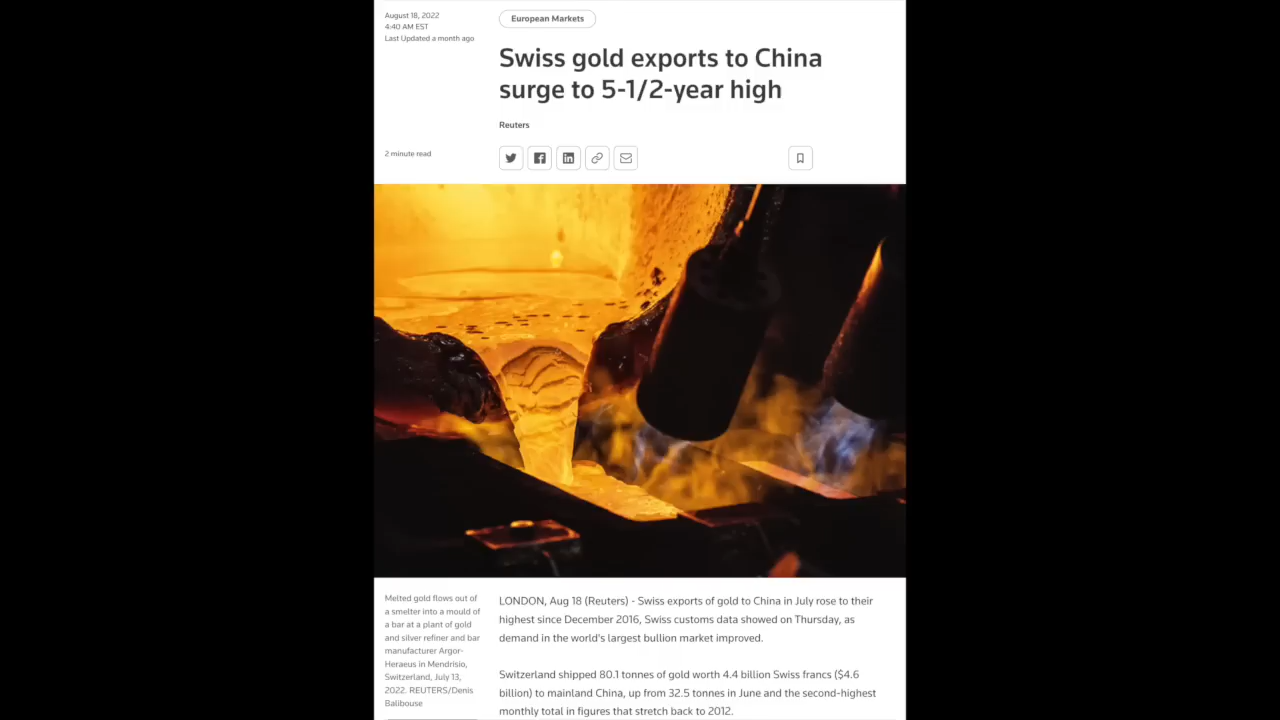 August 18, 2022
4:40 AM EST
Last Updated a month ago
European Markets
Swiss gold exports to China
surge to 5-1/2-year high
Reuters
2 minute read
Melted gold flows out of
a smelter into a mould of
a bar at a plant of gold
and silver refiner and bar
manufacturer Argor-
Heraeus in Mendrisio,
Switzerland, July 13,
2022. REUTERS/Denis
Balibouse
LONDON, Aug 18 (Reuters) - Swiss exports of gold to China in July rose to their
highest since December 2016, Swiss customs data showed on Thursday, as
demand in the world's largest bullion market improved.
Switzerland shipped 80.1 tonnes of gold worth 4.4 billion Swiss francs ($4.6
billion) to mainland China, up from 32.5 tonnes in June and the second-highest
monthly total in figures that stretch back to 2012.